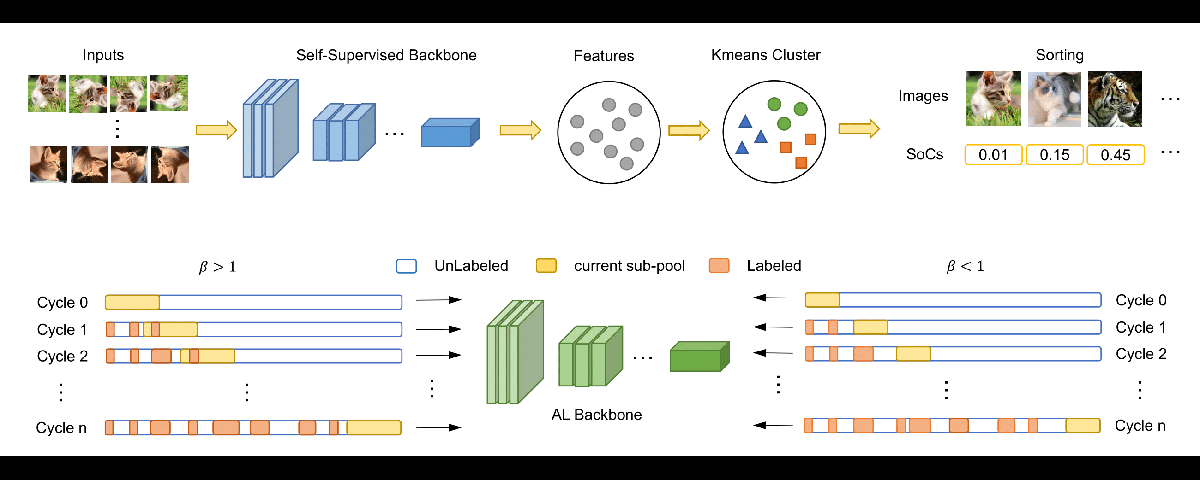 Inputs
Self-Supervised Backbone
Features
Kmeans Cluster
Sorting
Images
...
SoCs
0.01
0.15
0.45
...
β > 1
UnLabeled
current sub-pool
Labeled
β < 1
Cycle 0
Cycle 1
Cycle 2
Cycle n
AL Backbone
Cycle 0
Cycle 1
Cycle 2
Cycle n